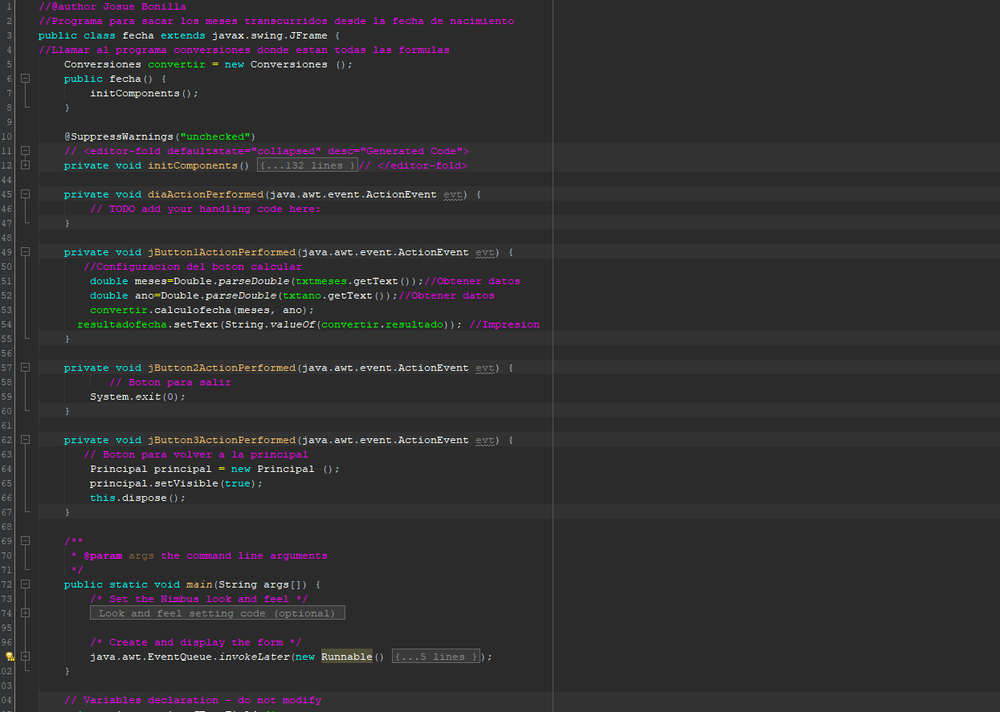 1 //@author Josue Bonilla
2 //Programa para sacar los meses transcurridos desde la fecha de nacimiento
3 public class fecha extends javax.swing.JFrame {
4 //Llamar al programa conversiones donde estan todas las formulas
5 Conversiones convertir = new Conversiones ();
6 public fecha() {
7 initComponents();
8 }
9
10 @SuppressWarnings("unchecked")
11 // <editor-fold defaultstate="collapsed" desc="Generated Code">
12 private void initComponents() {...132 lines }// </editor-fold>
44
45 private void diaActionPerformed(java.awt.event.ActionEvent evt) {
46 // TODO add your handling code here:
47 }
48
49 private void jButton1ActionPerformed(java.awt.event.ActionEvent evt) {
50 //Configuracion del boton calcular
51 double meses=Double.parseDouble(txtmeses.getText());//Obtener datos
52 double ano=Double.parseDouble(txtano.getText());//Obtener datos
53 convertir.calculofecha(meses, ano);
54 resultadofecha.setText(String.valueOf(convertir.resultado)); //Impresion
55 }
56
57 private void jButton2ActionPerformed(java.awt.event.ActionEvent evt) {
58 // Boton para salir
59 System.exit(0);
60 }
61
62 private void jButton3ActionPerformed(java.awt.event.ActionEvent evt) {
63 // Boton para volver a la principal
64 Principal principal = new Principal ();
65 principal.setVisible(true);
66 this.dispose();
67 }
68
69 /**
70 * @param args the command line arguments
71 */
72 public static void main(String args[]) {
73 /* Set the Nimbus look and feel */
74 Look and feel setting code (optional)
95
96 /* Create and display the form */
java.awt.EventQueue.invokeLater(new Runnable() {...5 lines });
02 }
03
04 // Variables declaration - do not modify